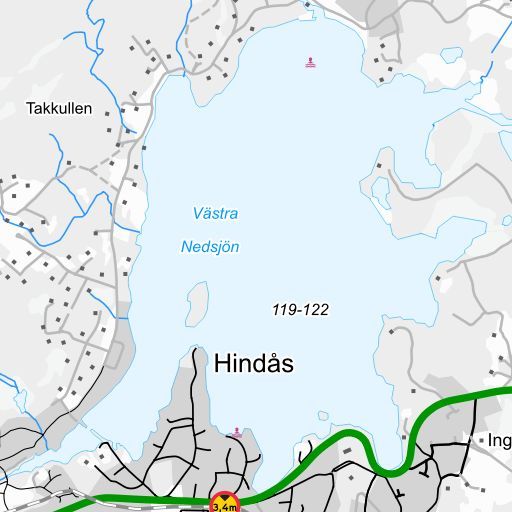 Takkullen
Västra
Nedsjön
119-122
Hindås
Ing
3,4m